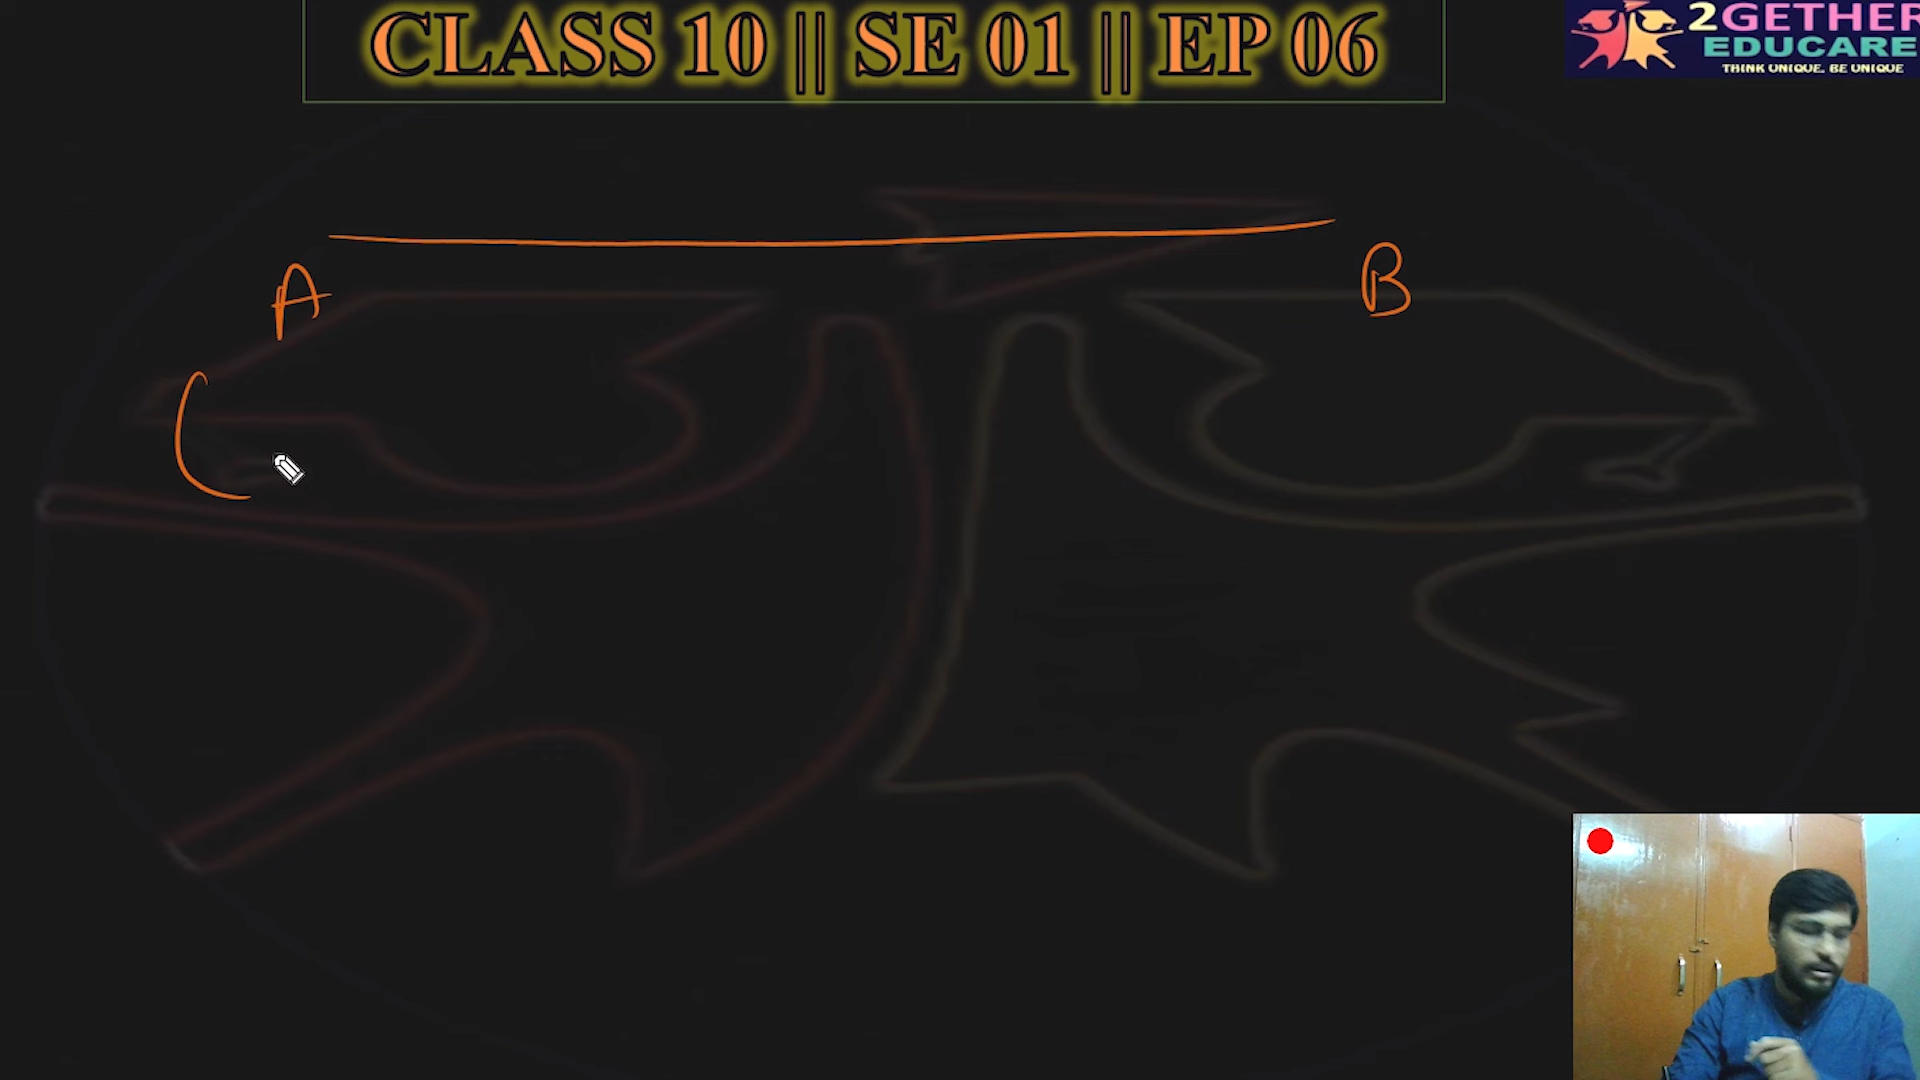 CLASS 10 || SE 01 || EP 06
2GETHER
EDUCARE
THINK UNIQUE. BE UNIQUE
A
B
(